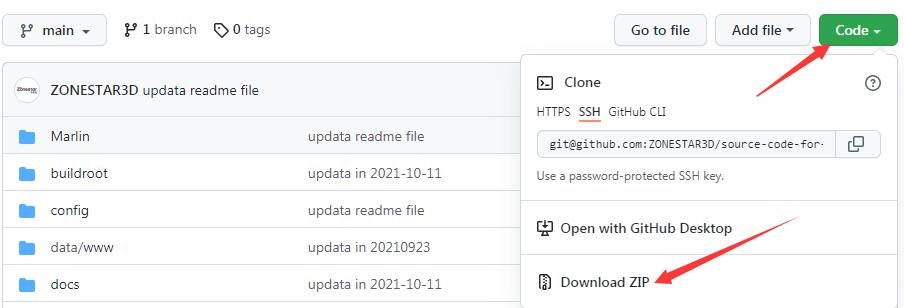 main 1 branch 0 tags Go to file Add file Code
ZONESTAR3D updata readme file
Marlin updata readme file
buildroot updata in 2021-10-11
config updata readme file
data/www updata in 20210923
docs updata in 2021-10-11
Clone
HTTPS SSH GitHub CLI
git@github.com:ZONESTAR3D/source-code-for-
Use a password-protected SSH key.
Open with GitHub Desktop
Download ZIP